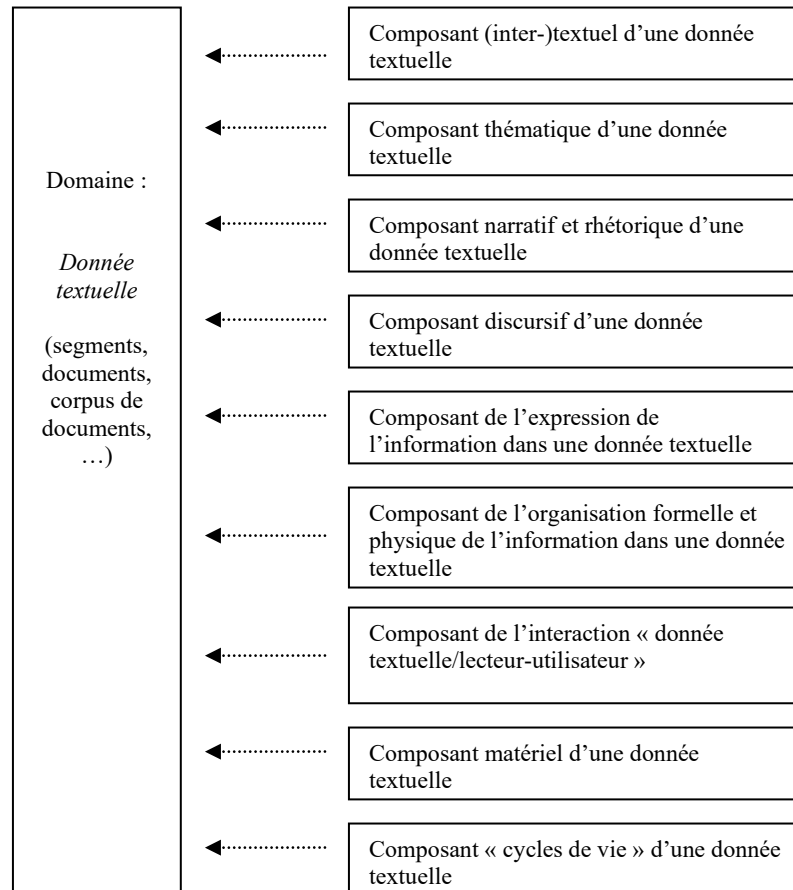 Domaine :
Donnée
textuelle
(segments,
documents,
corpus de
documents,
…)
Composant (inter-)textuel d’une donnée
textuelle
Composant thématique d’une donnée
textuelle
Composant narratif et rhétorique d’une
donnée textuelle
Composant discursif d’une donnée
textuelle
Composant de l’expression de
l’information dans une donnée textuelle
Composant de l’organisation formelle et
physique de l’information dans une donnée
textuelle
Composant de l’interaction « donnée
textuelle/lecteur-utilisateur »
Composant matériel d’une donnée
textuelle
Composant « cycles de vie » d’une donnée
textuelle